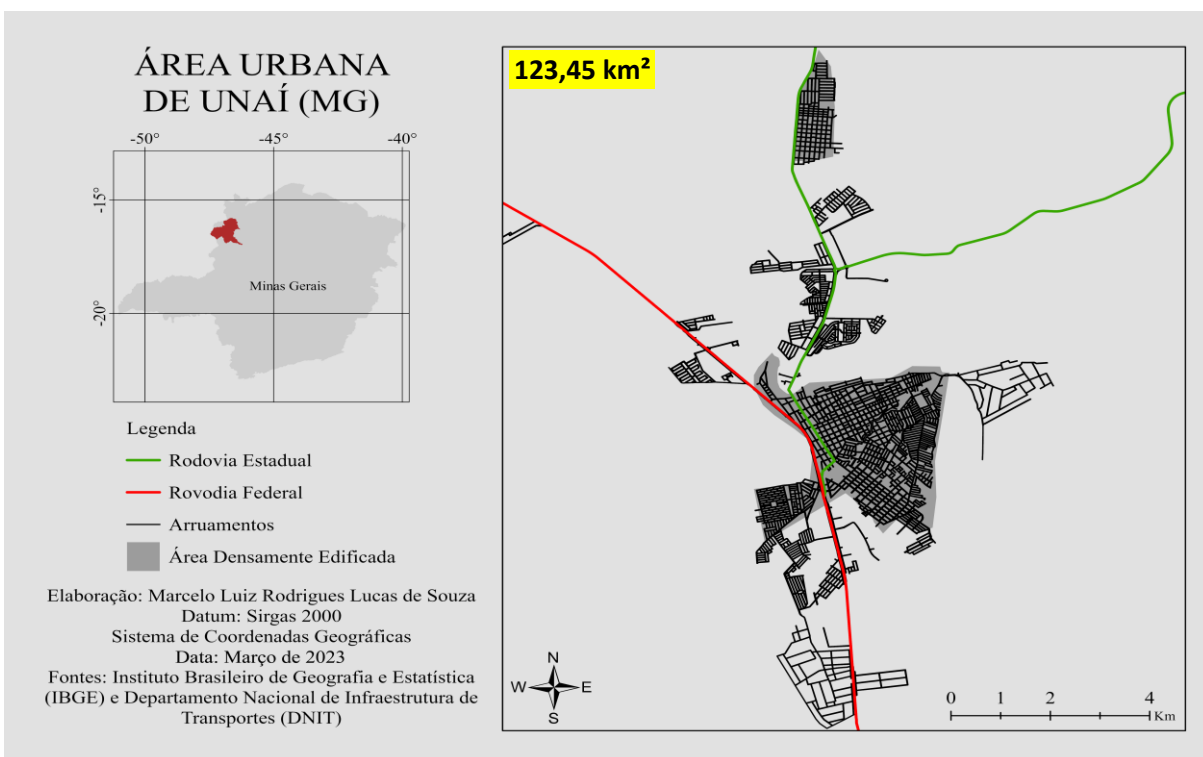 ÁREA URBANA
DE UNAÍ (MG)
-50°
-45°
-40°
-15°
-20°
Minas Gerais
Legenda
Rodovia Estadual
Rovodia Federal
Arruamentos
Área Densamente Edificada
Elaboração: Marcelo Luiz Rodrigues Lucas de Souza
Datum: Sirgas 2000
Sistema de Coordenadas Geográficas
Data: Março de 2023
Fontes: Instituto Brasileiro de Geografia e Estatística
(IBGE) e Departamento Nacional de Infraestrutura de
Transportes (DNIT)
123,45 km²
N
W
E
S
0 1 2 4
Km